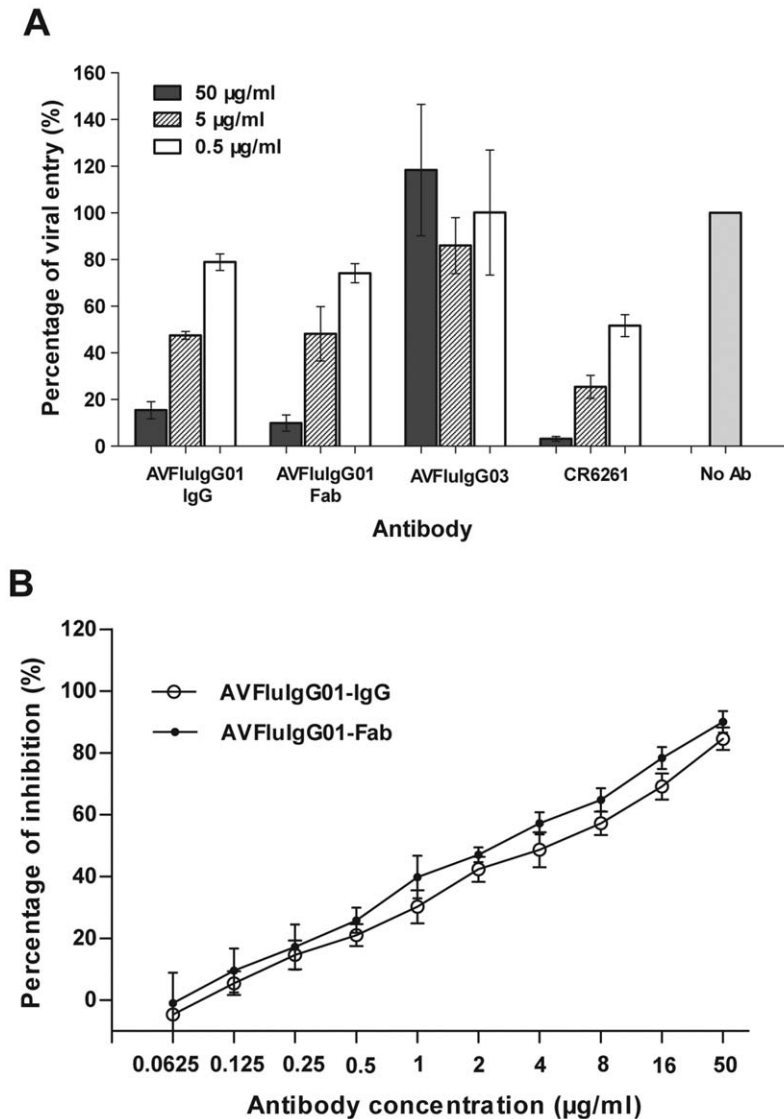 A
Percentage of viral entry (%)
160
140
120
100
80
60
40
20
0
50 µg/ml
5 µg/ml
0.5 µg/ml
AVFluIgG01
IgG
AVFluIgG01
Fab
AVFluIgG03
CR6261
No Ab
Antibody
B
Percentage of inhibition (%)
120
100
80
60
40
20
0
AVFluIgG01-IgG
AVFluIgG01-Fab
0.0625 0.125 0.25 0.5 1 2 4 8 16 50
Antibody concentration (µg/ml)